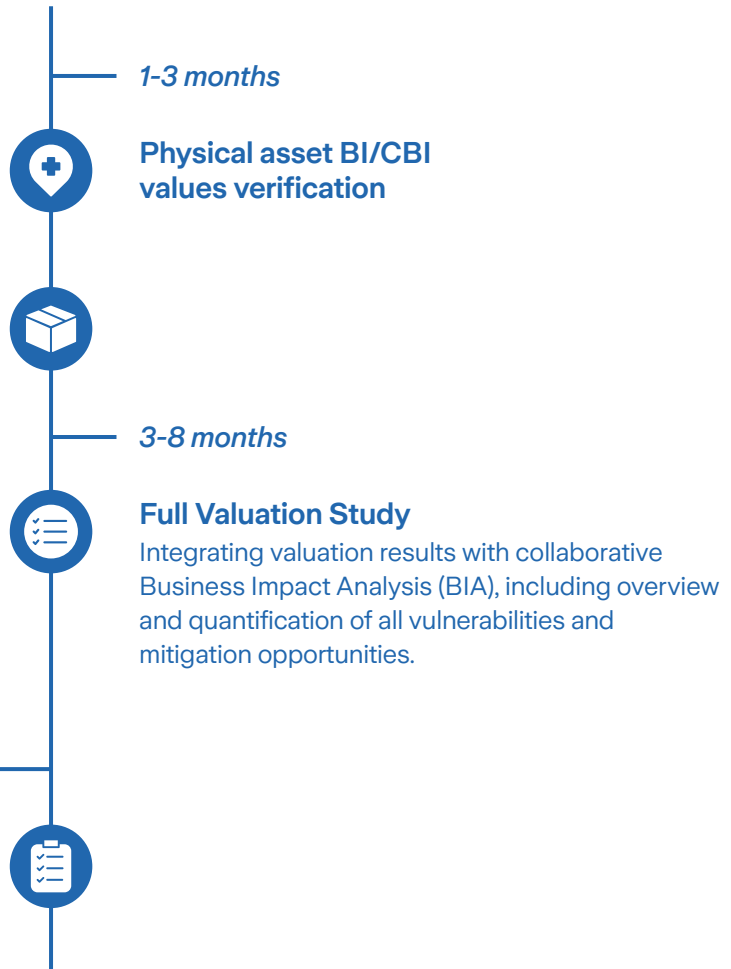 1-3 months
Physical asset BI/CBI
values verification
3-8 months
Full Valuation Study
Integrating valuation results with collaborative
Business Impact Analysis (BIA), including overview
and quantification of all vulnerabilities and
mitigation opportunities.